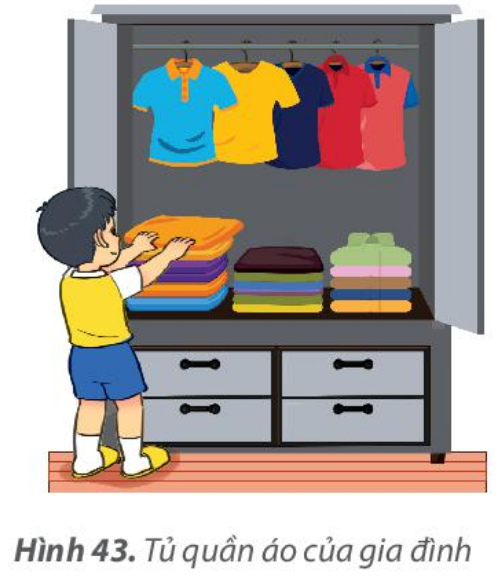 Hình 43. Tủ quần áo của gia đình